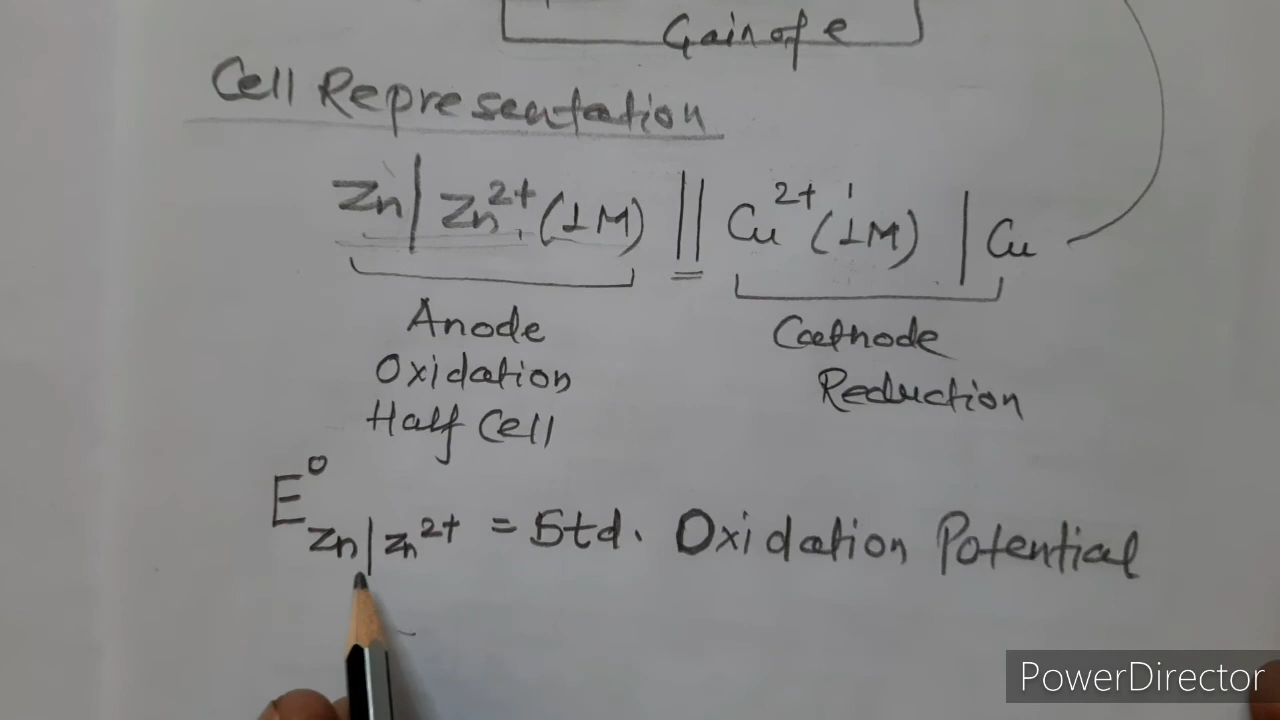 Gain of e
Cell Representation
Zn | Zn²⁺ (1M) || Cu²⁺ (1M) | Cu
Anode
Oxidation
Half Cell
Cathode
Reduction
E⁰ Zn|Zn²⁺ = Std. Oxidation Potential
PowerDirector